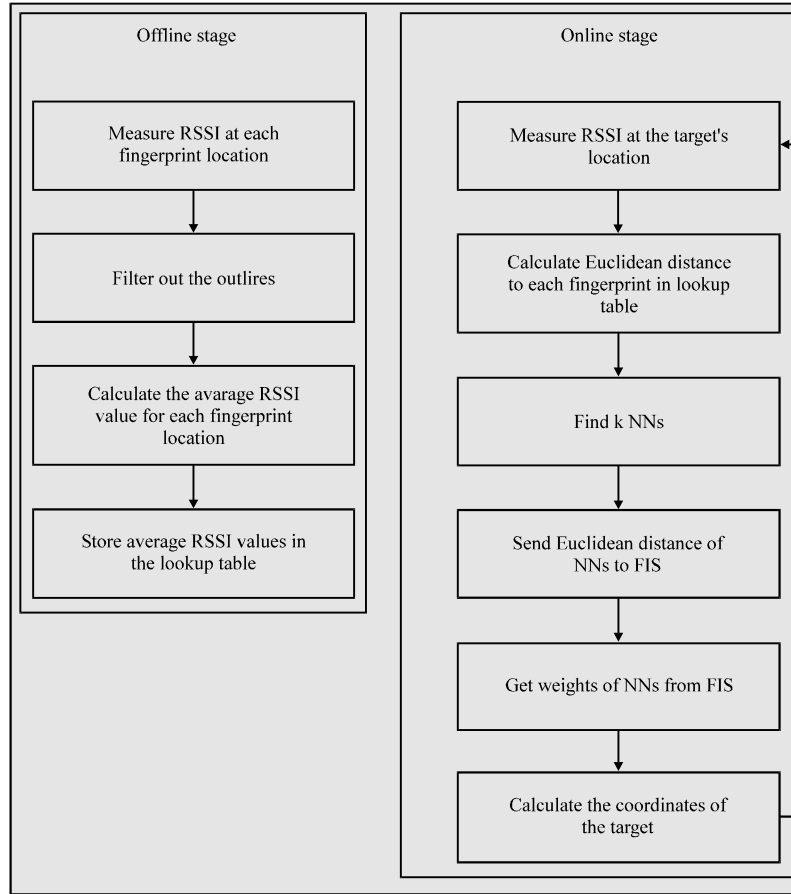 Offline stage
Measure RSSI at each
fingerprint location
Filter out the outlires
Calculate the avarage RSSI
value for each fingerprint
location
Store average RSSI values in
the lookup table
Online stage
Measure RSSI at the target's
location
Calculate Euclidean distance
to each fingerprint in lookup
table
Find k NNs
Send Euclidean distance of
NNs to FIS
Get weights of NNs from FIS
Calculate the coordinates of
the target